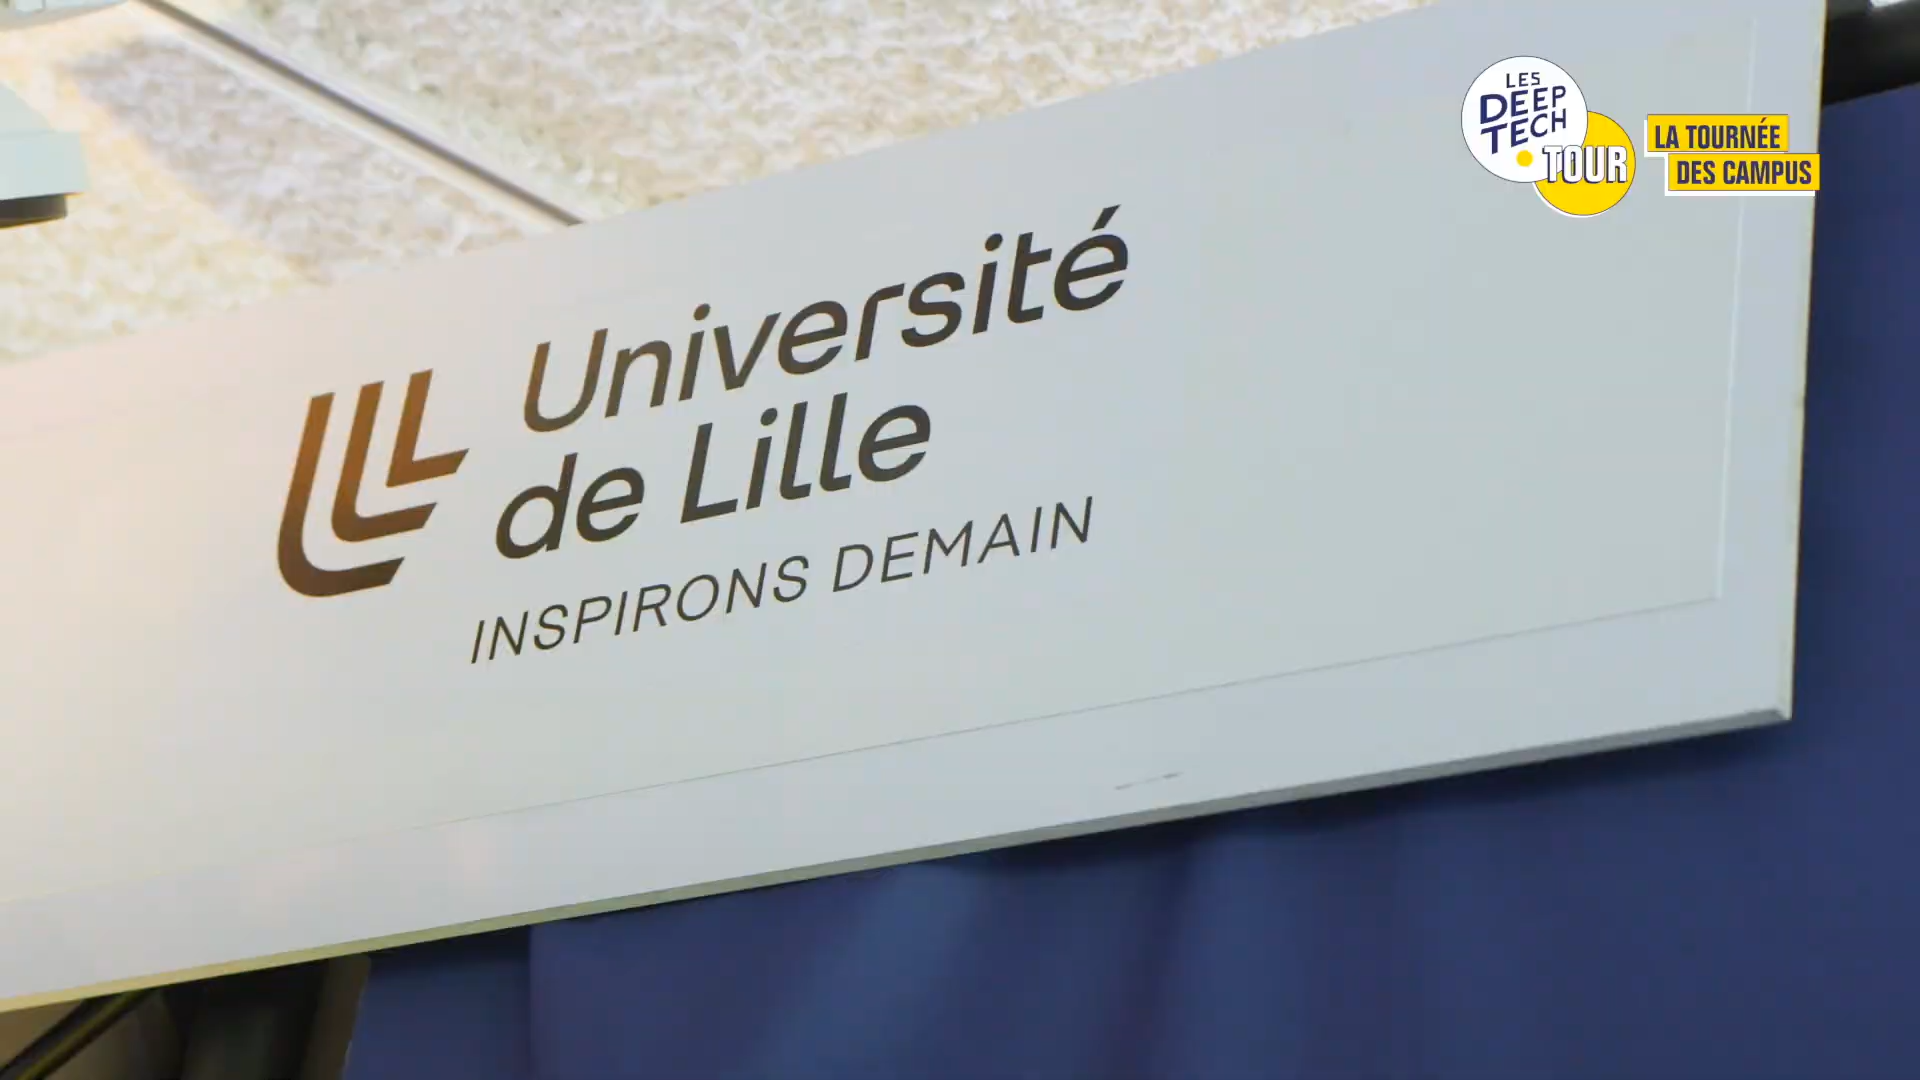 LES
DEEP
TECH
TOUR
LA TOURNÉE
DES CAMPUS
Université
de Lille
INSPIRONS DEMAIN